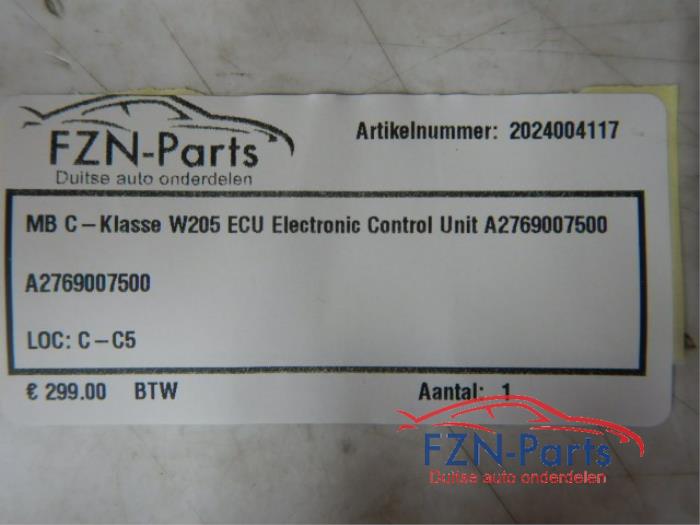 FZN-Parts
Duitse auto onderdelen
Artikelnummer: 2024004117
MB C-Klasse W205 ECU Electronic Control Unit A2769007500
A2769007500
LOC: C-C5
€ 299.00 BTW
Aantal: 1
FZN-Parts
Duitse auto onderdelen